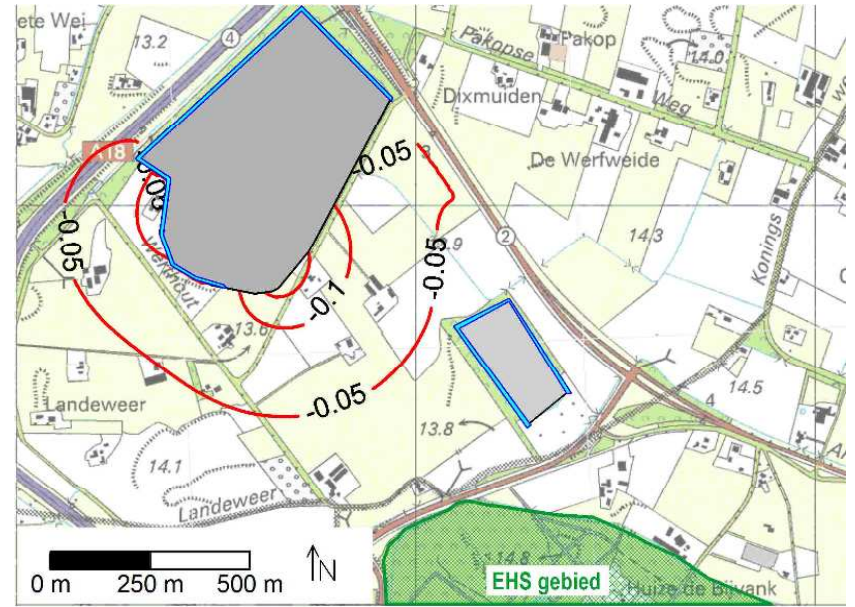 ete Wei
13.2
4
Pakopse
Pakop
14.0
Dixmuiden
Weg
A18
De Werfweide
-0.05
-0.05
2
14.3
Konings
Werfhout
-0.05
-0.05
-0.1
13.6
-0.05
Landeweer
13.8
14.5
4
14.1
Landeweer
0 m 250 m 500 m
N
14.8
EHS gebied
Huize de Bijvank